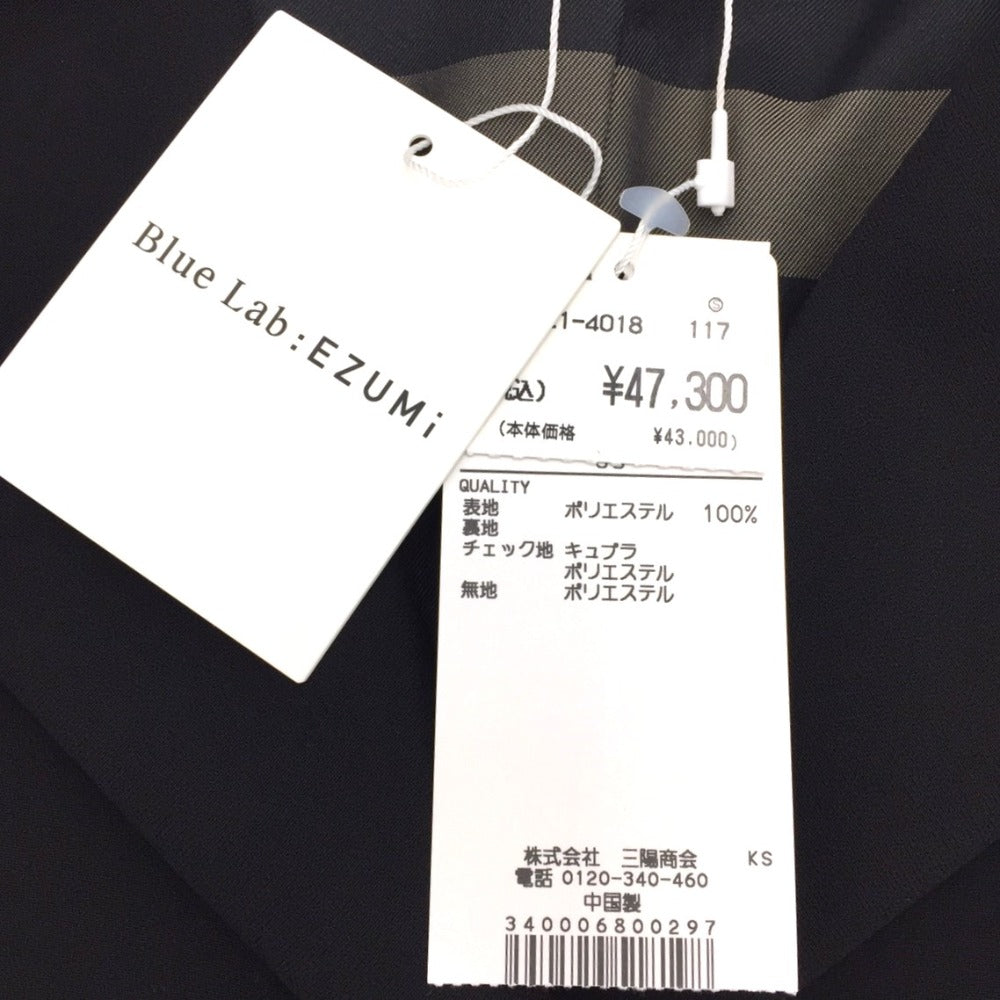 Blue Lab:EZUMi
Ⓢ
1-4018 117
込) ¥47,300
(本体価格 ¥43.000)
QUALITY
表地 ポリエステル 100%
裏地
チェック地 キュプラ
ポリエステル
無地 ポリエステル
株式会社 三陽商会 KS
電話 0120-340-460
中国製
340006800297